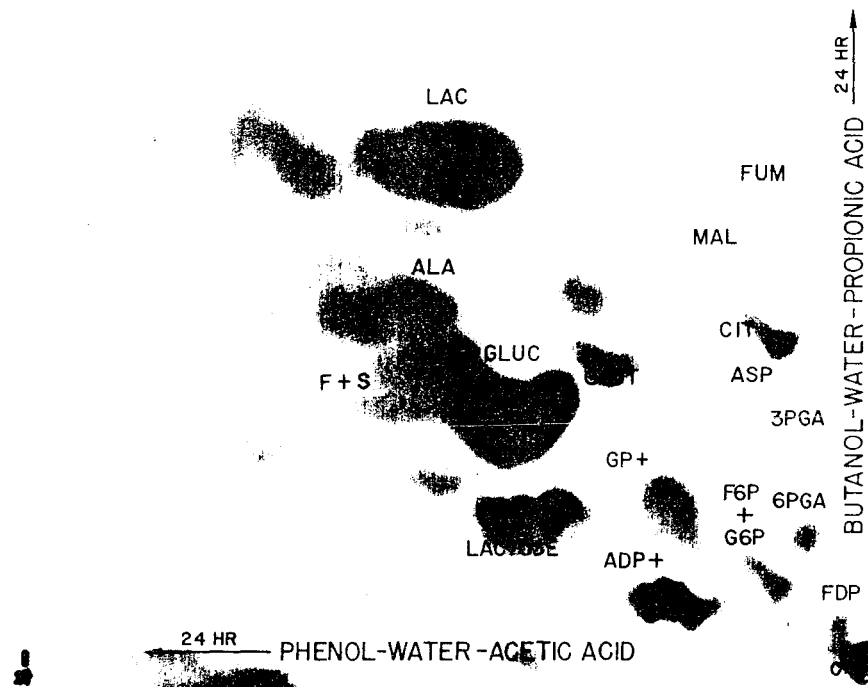 24 HR
LAC
FUM
MAL
ALA
CIT
GLUC
F + S
ASP
3PGA
GP+
F6P
+
G6P
6PGA
LACTOSE
ADP+
FDP
BUTANOL-WATER-PROPIONIC ACID
24 HR
PHENOL-WATER-ACETIC ACID